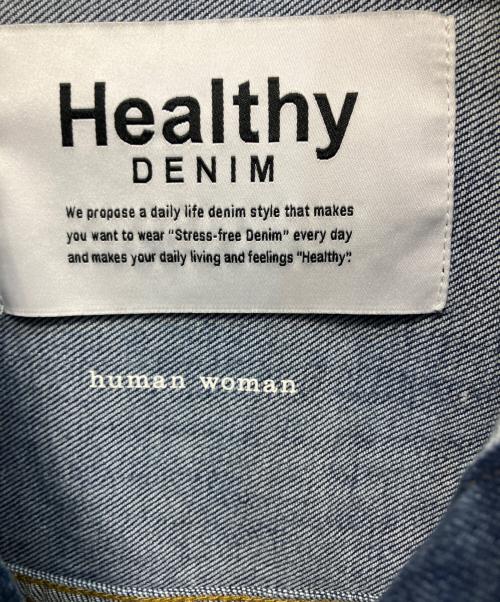 Healthy
DENIM
We propose a daily life denim style that makes
you want to wear "Stress-free Denim" every day
and makes your daily living and feelings "Healthy".
human woman